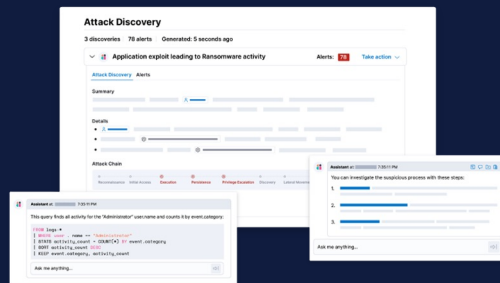 Attack Discovery
3 discoveries 78 alerts Generated: 5 seconds ago
Application exploit leading to Ransomware activity Alerts: 78 Take action
Attack Discovery Alerts
Summary
Details
Attack Chain
Reconnaissance Initial Access Execution Persistence Privilege Escalation Discovery Lateral
Assistant at 7:55:11 PM
This query finds all activity for the "Administrator" user.name and counts it by event.category:
FROM logs-*
| WHERE user . name == "Administrator"
| STATS activity_count = COUNT(*) BY event.category
| SORT activity_count DESC
| KEEP event.category, activity_count
Ask me anything...
Assistant at 7:55:11 PM
You can investigate the suspicious process with these steps:
1.
2.
3.
Ask me anything...